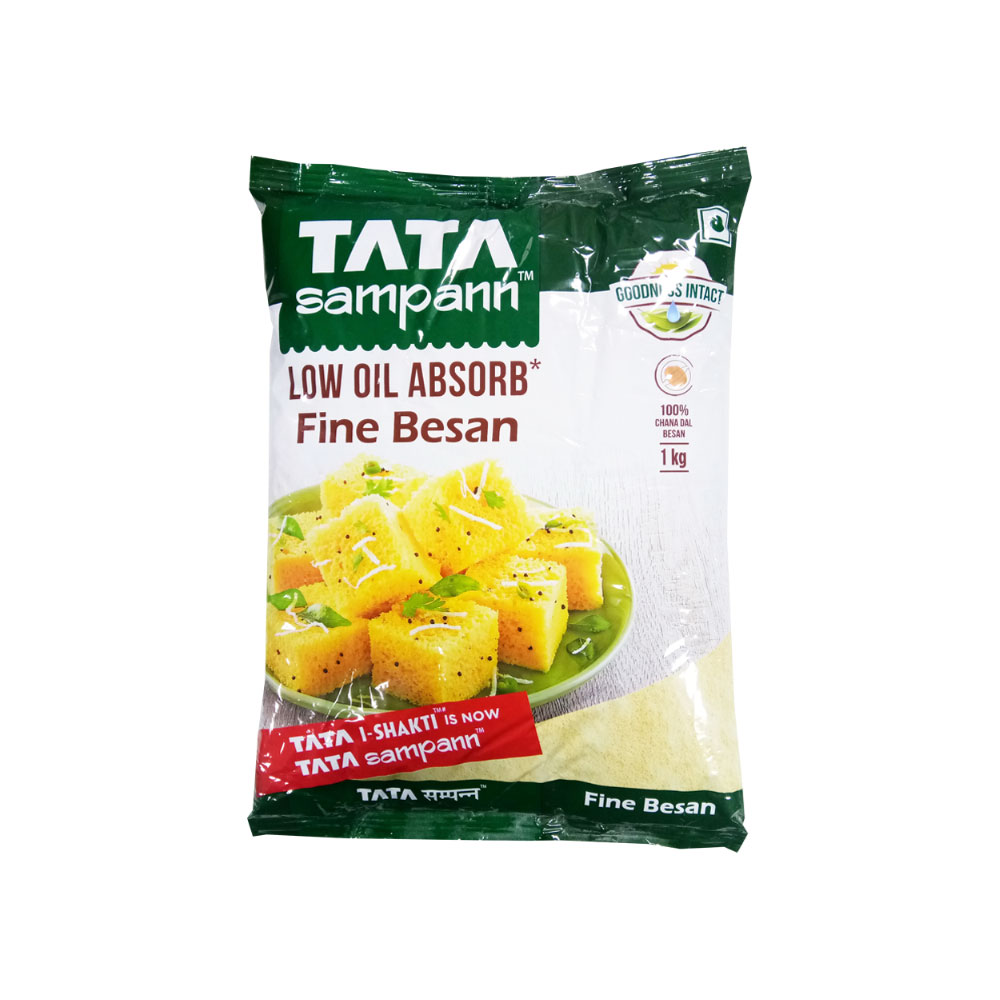 TATA
sampann™
GOODNESS INTACT
LOW OIL ABSORB*
Fine Besan
100%
CHANA DAL
BESAN
1 kg
TATA I-SHAKTI™# IS NOW
TATA sampann™
TATA सम्पन्न™
Fine Besan